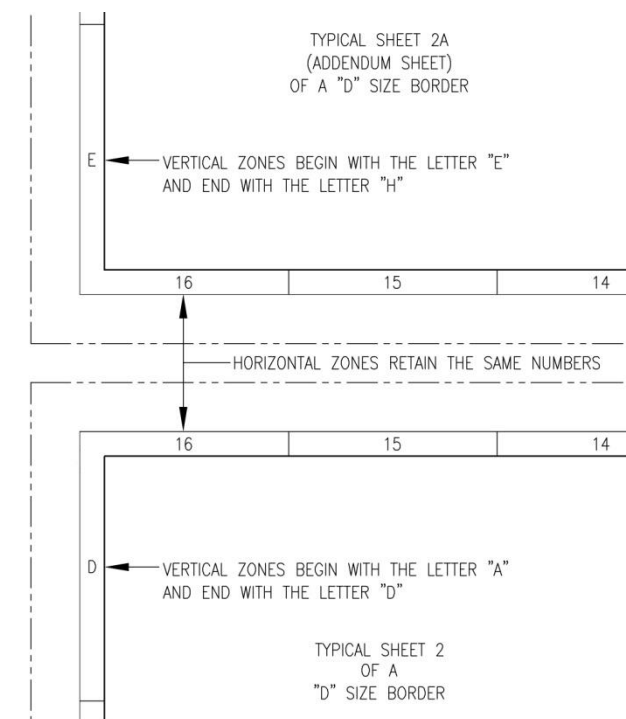 TYPICAL SHEET 2A
(ADDENDUM SHEET)
OF A "D" SIZE BORDER
E
VERTICAL ZONES BEGIN WITH THE LETTER "E"
AND END WITH THE LETTER "H"
16 15 14
HORIZONTAL ZONES RETAIN THE SAME NUMBERS
16 15 14
D
VERTICAL ZONES BEGIN WITH THE LETTER "A"
AND END WITH THE LETTER "D"
TYPICAL SHEET 2
OF A
"D" SIZE BORDER